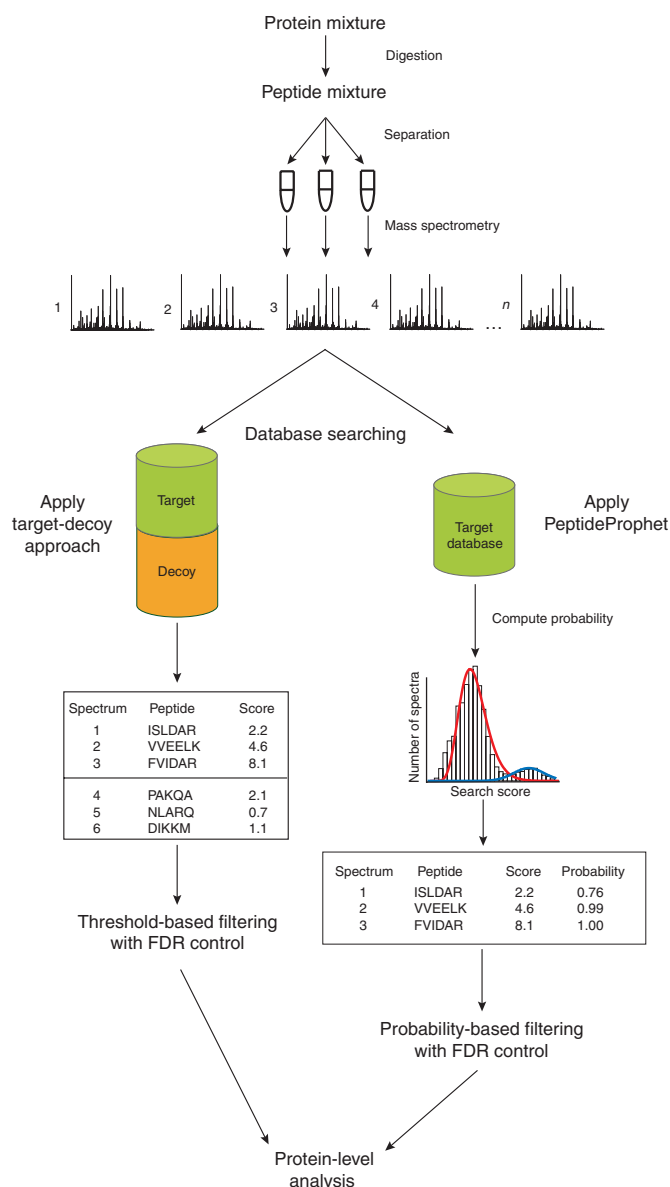 Protein mixture
Digestion
Peptide mixture
Separation
Mass spectrometry
1 2 3 4 ... n
Database searching
Apply
target-decoy
approach
Target
Decoy
Apply
PeptideProphet
Target
database
Compute probability
Number of spectra
Search score
Spectrum Peptide Score
1 ISLDAR 2.2
2 VVEELK 4.6
3 FVIDAR 8.1
4 PAKQA 2.1
5 NLARQ 0.7
6 DIKKM 1.1
Spectrum Peptide Score Probability
1 ISLDAR 2.2 0.76
2 VVEELK 4.6 0.99
3 FVIDAR 8.1 1.00
Threshold-based filtering
with FDR control
Probability-based filtering
with FDR control
Protein-level
analysis